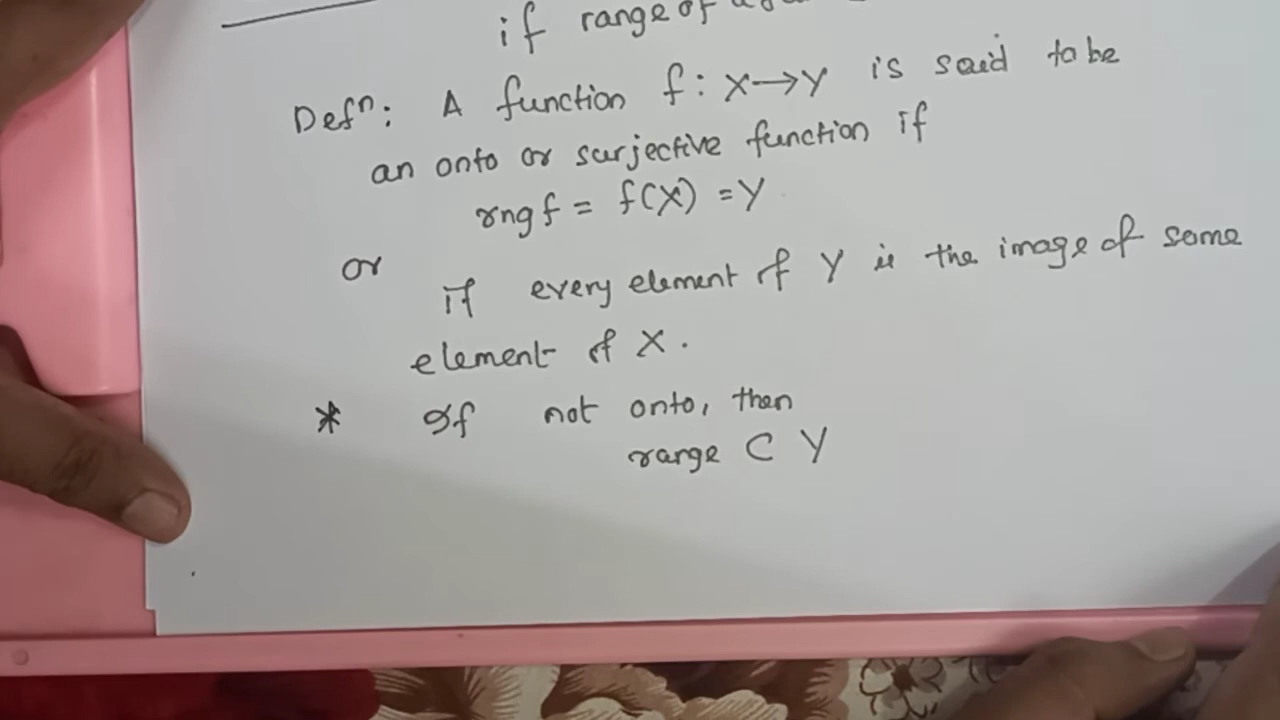 if range of a
Defⁿ: A function f: X→Y is said to be
an onto or surjective function if
rng f = f(X) = Y
or
if every element of Y is the image of some
element of X.
* If not onto, then
range ⊂ Y